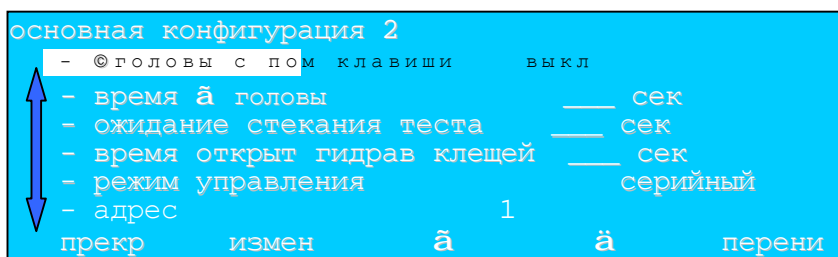 основная конфигурация 2
- ©головы с пом клавиши выкл
- время ã головы ___ сек
- ожидание стекания теста ___ сек
- время открыт гидрав клещей ___ сек
- режим управления серийный
- адрес 1
прекр измен ã ä перени